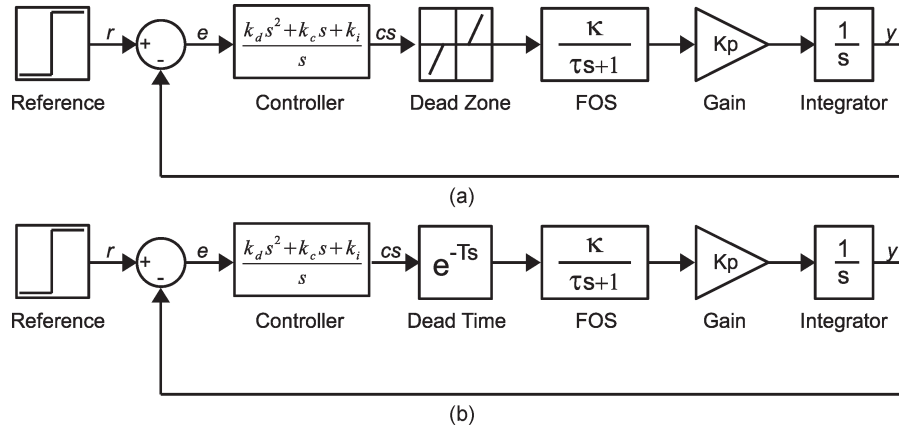 r + - e k_d s^2 + k_c s + k_i / s cs κ / τs+1 Kp 1 / s y
Reference Controller Dead Zone FOS Gain Integrator
(a)
r + - e k_d s^2 + k_c s + k_i / s cs e^-Ts κ / τs+1 Kp 1 / s y
Reference Controller Dead Time FOS Gain Integrator
(b)